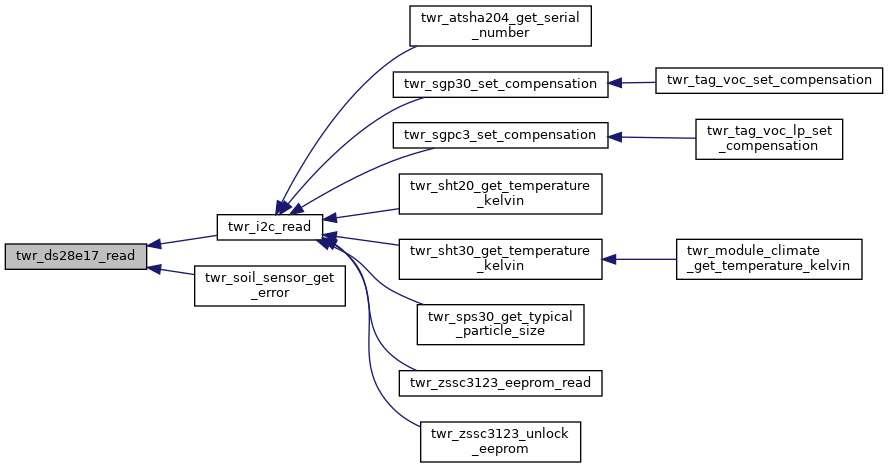 twr_atsha204_get_serial
_number
twr_sgp30_set_compensation
twr_tag_voc_set_compensation
twr_sgpc3_set_compensation
twr_tag_voc_lp_set
_compensation
twr_sht20_get_temperature
_kelvin
twr_i2c_read
twr_ds28e17_read
twr_sht30_get_temperature
_kelvin
twr_module_climate
_get_temperature_kelvin
twr_soil_sensor_get
_error
twr_sps30_get_typical
_particle_size
twr_zssc3123_eeprom_read
twr_zssc3123_unlock
_eeprom